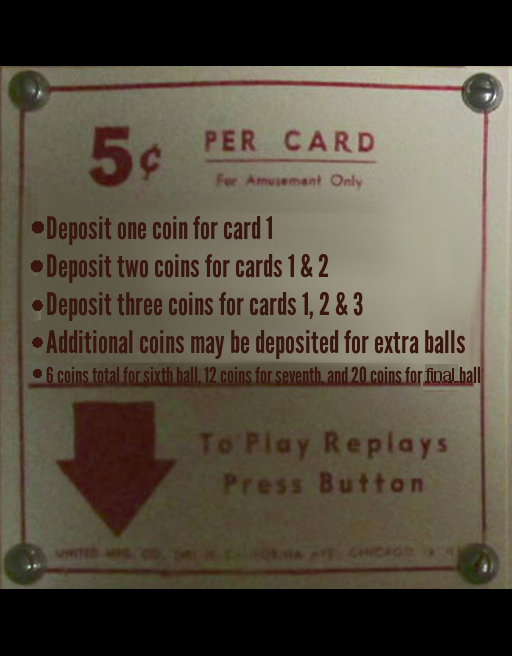 5¢ PER CARD
For Amusement Only
•Deposit one coin for card 1
•Deposit two coins for cards 1 & 2
•Deposit three coins for cards 1, 2 & 3
•Additional coins may be deposited for extra balls
• 6 coins total for sixth ball, 12 coins for seventh, and 20 coins for final ball
To Play Replays
Press Button
UNITED MFG. CO. CALIFORNIA AVE. CHICAGO